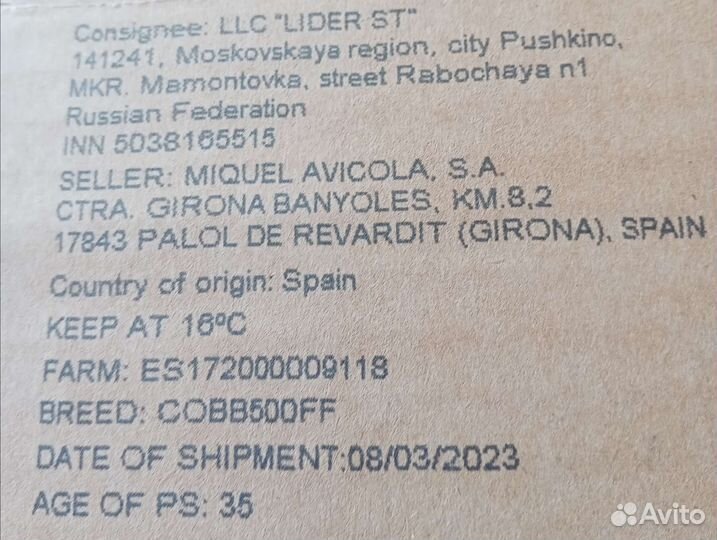 Consignee: LLC "LIDER ST"
141241, Moskovskaya region, city Pushkino,
MKR. Mamontovka, street Rabochaya n1
Russian Federation
INN 5038165515
SELLER: MIQUEL AVICOLA, S.A.
CTRA. GIRONA BANYOLES, KM.8,2
17843 PALOL DE REVARDIT (GIRONA), SPAIN
Country of origin: Spain
KEEP AT 16ºC
FARM: ES172000009118
BREED: COBB500FF
DATE OF SHIPMENT:08/03/2023
AGE OF PS: 35
Avito